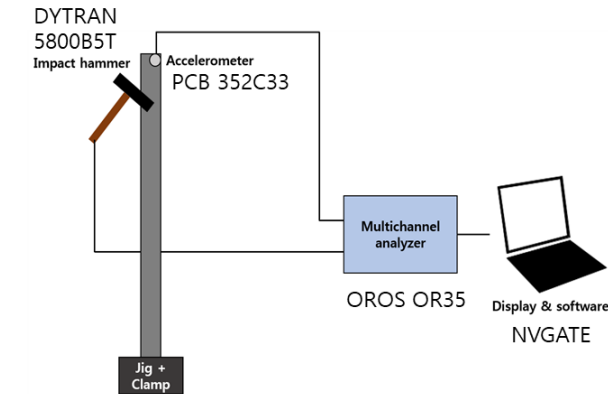 DYTRAN
5800B5T
Impact hammer
Accelerometer
PCB 352C33
Multichannel
analyzer
OROS OR35
Display & software
NVGATE
Jig +
Clamp